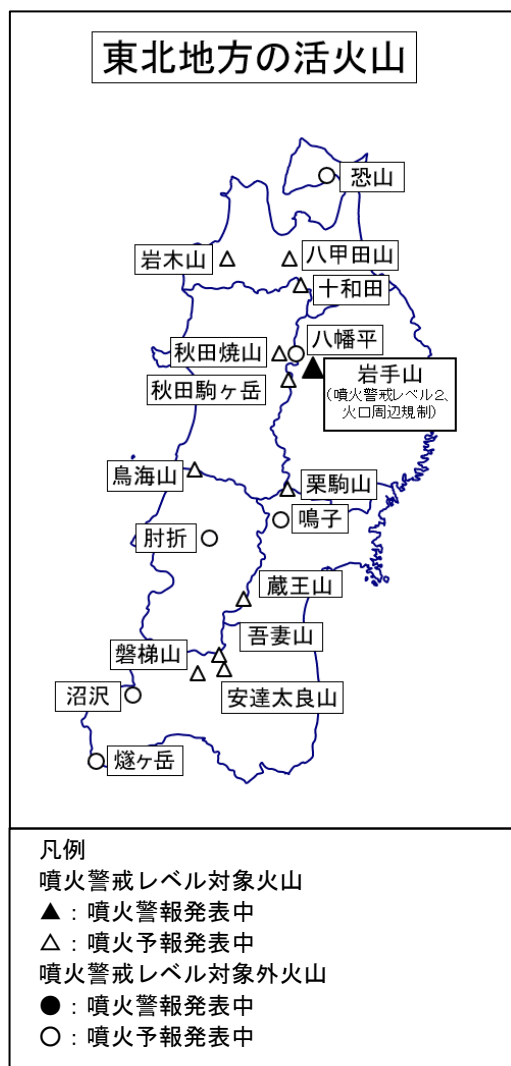 東北地方の活火山
恐山
岩木山
八甲田山
十和田
八幡平
秋田焼山
岩手山
(噴火警戒レベル2、
火口周辺規制)
秋田駒ヶ岳
鳥海山
栗駒山
鳴子
肘折
蔵王山
吾妻山
磐梯山
安達太良山
沼沢
燧ヶ岳
凡例
噴火警戒レベル対象火山
▲：噴火警報発表中
△：噴火予報発表中
噴火警戒レベル対象外火山
●：噴火警報発表中
○：噴火予報発表中